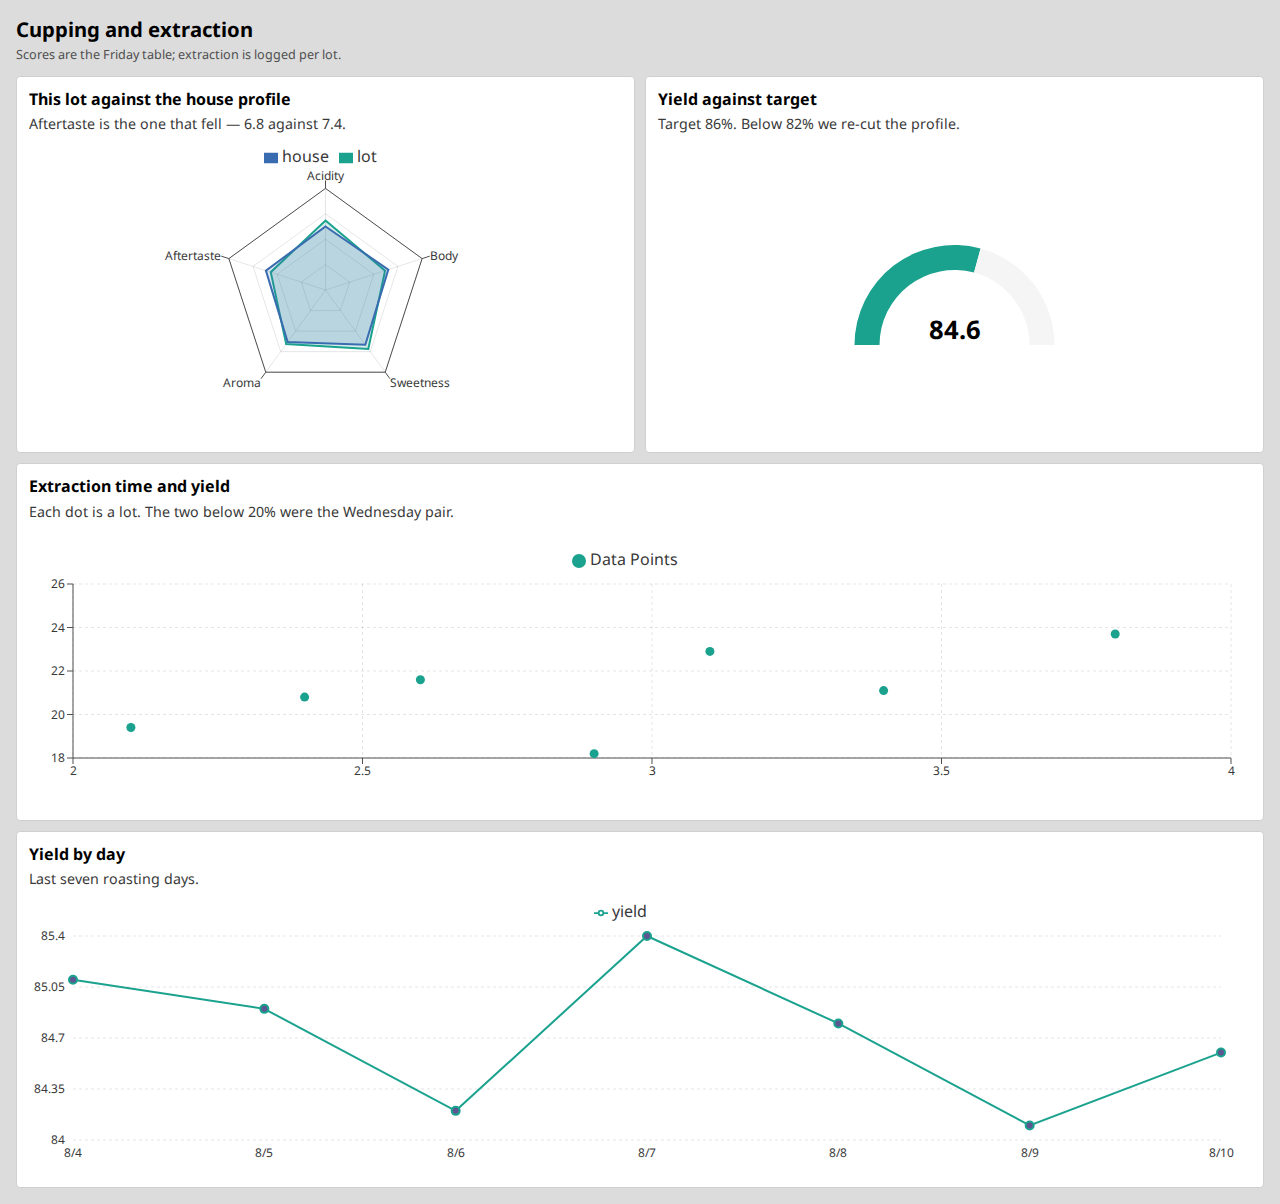 Cupping and extraction
Scores are the Friday table; extraction is logged per lot.
This lot against the house profile
Aftertaste is the one that fell — 6.8 against 7.4.
house lot
Acidity
Aftertaste
Body
Aroma
Sweetness
Yield against target
Target 86%. Below 82% we re-cut the profile.
84.6
Extraction time and yield
Each dot is a lot. The two below 20% were the Wednesday pair.
Data Points
26
24
22
20
18
2 2.5 3 3.5 4
Yield by day
Last seven roasting days.
yield
85.4
85.05
84.7
84.35
84
8/4 8/5 8/6 8/7 8/8 8/9 8/10